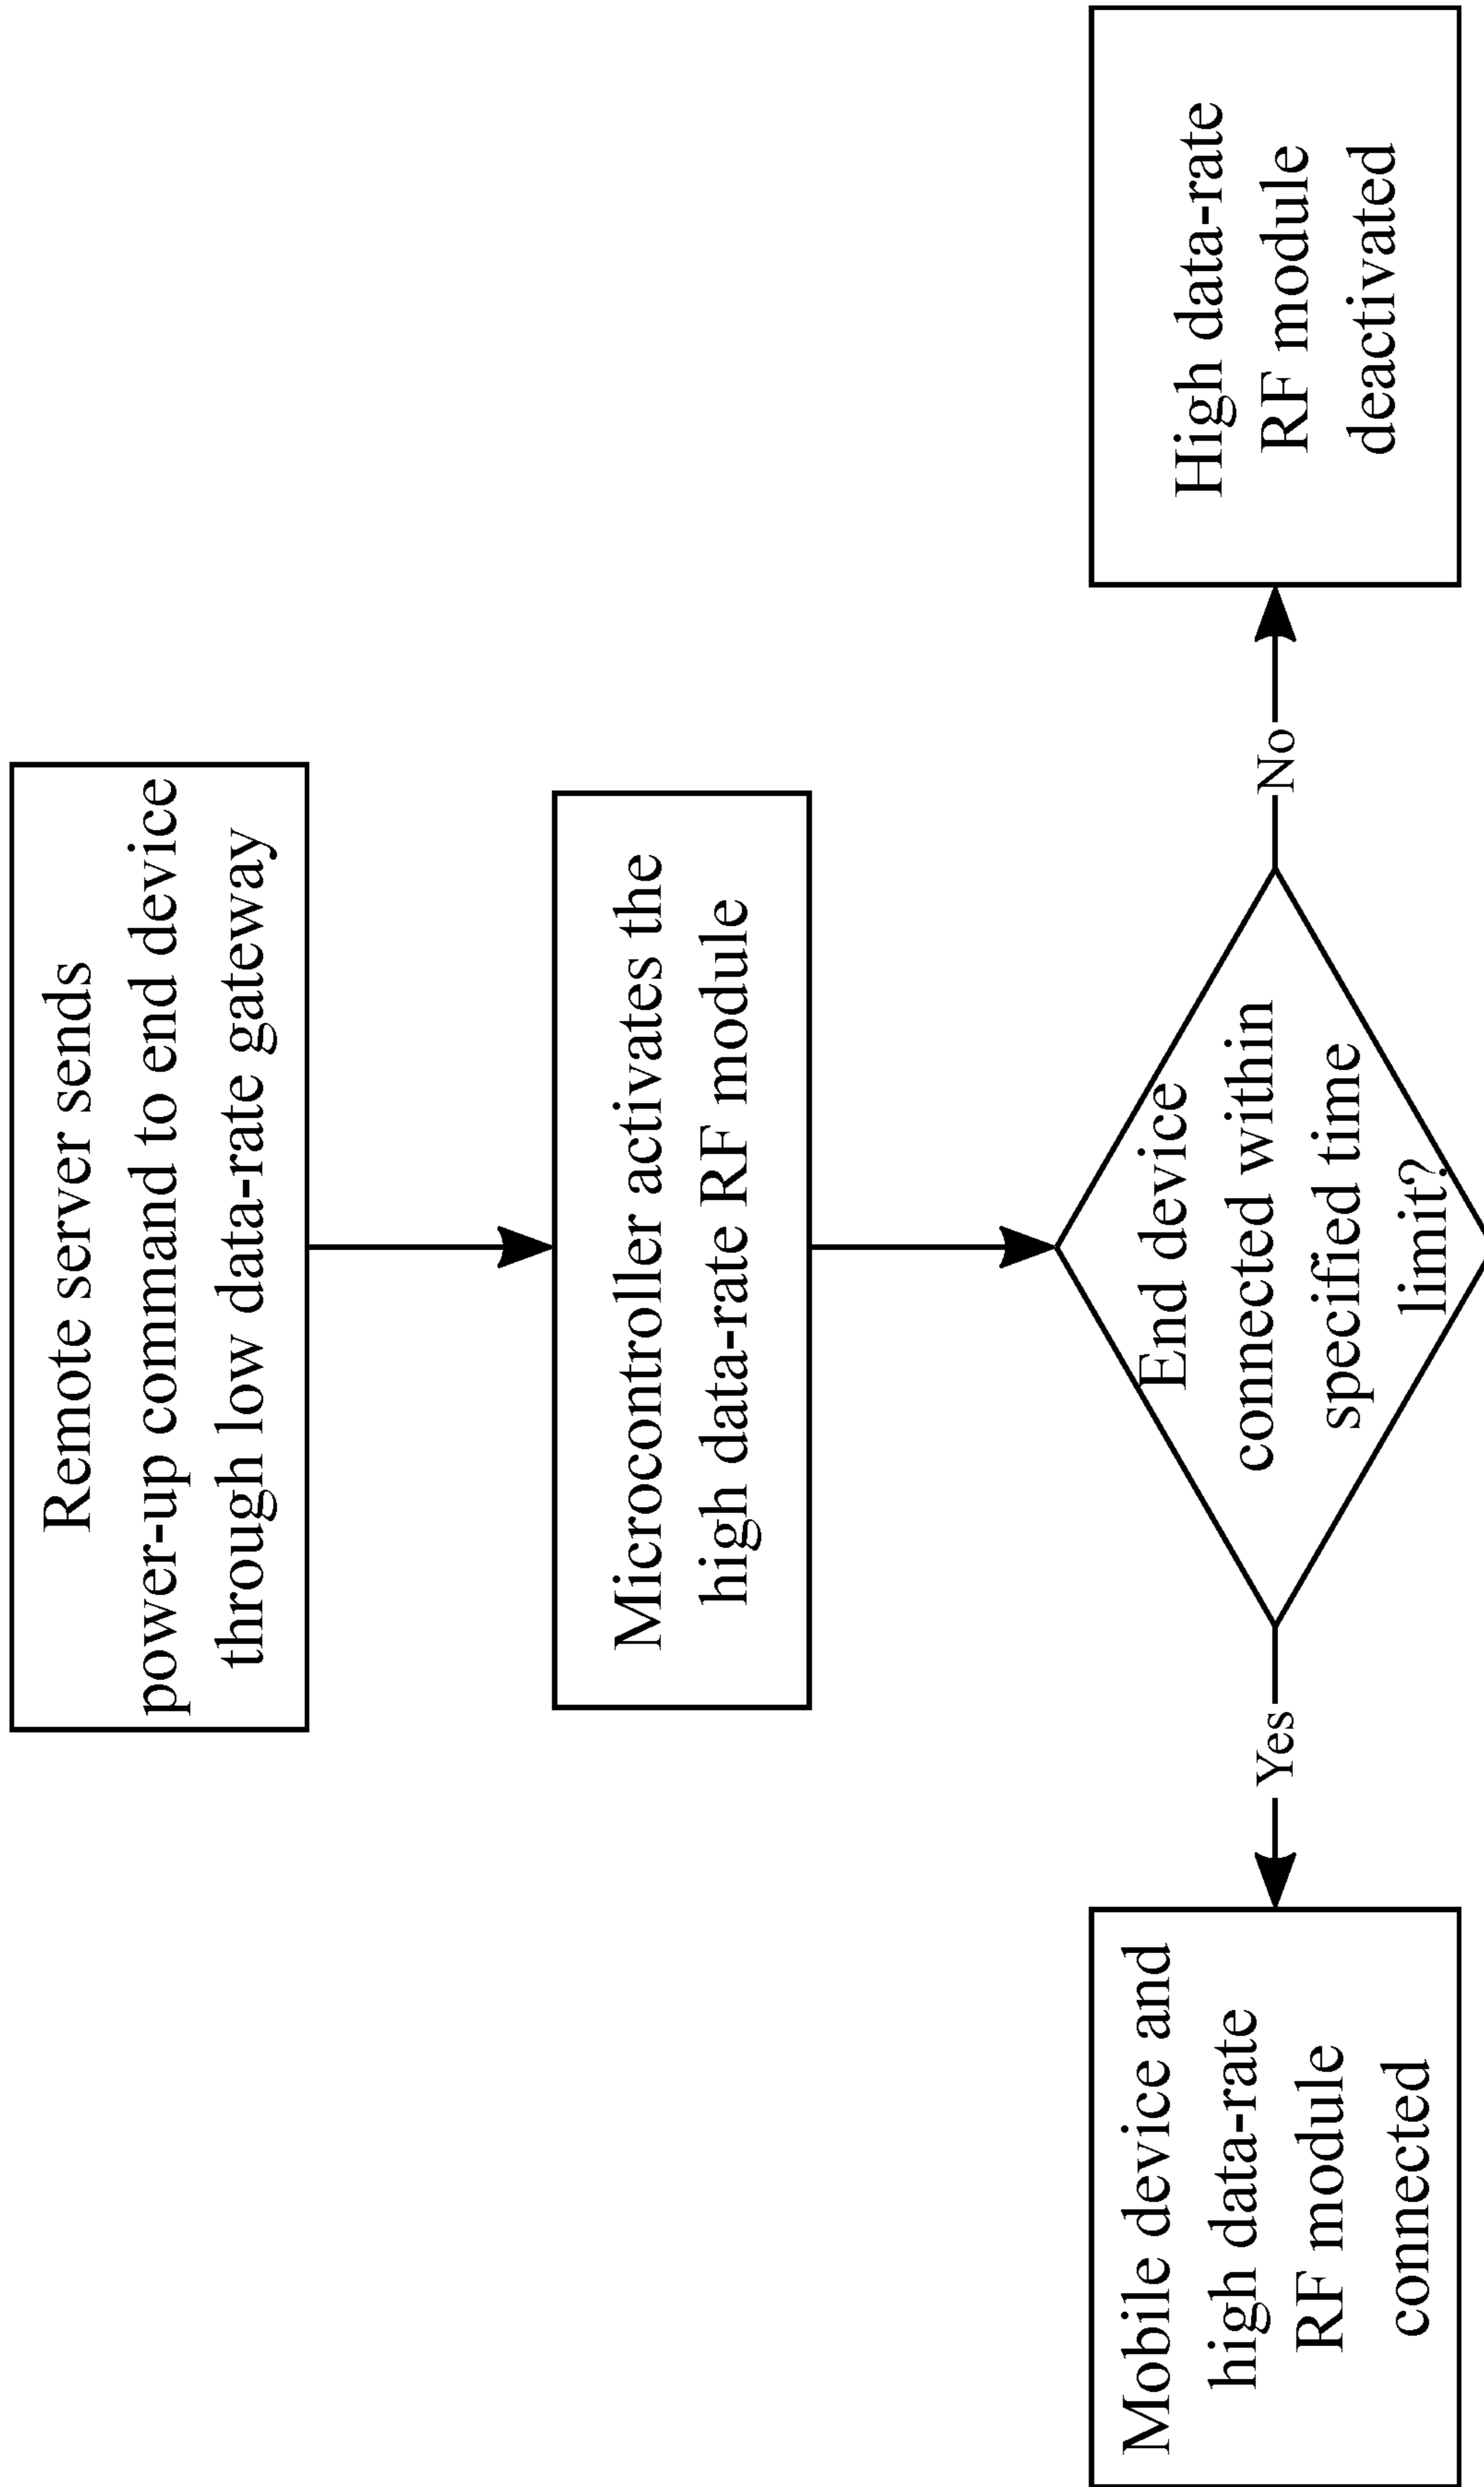 Remote server sends
power-up command to end device
through low data-rate gateway
Microcontroller activates the
high data-rate RF module
End device
connected within
specified time
limit?
Yes
No
Mobile device and
high data-rate
RF module
connected
High data-rate
RF module
deactivated